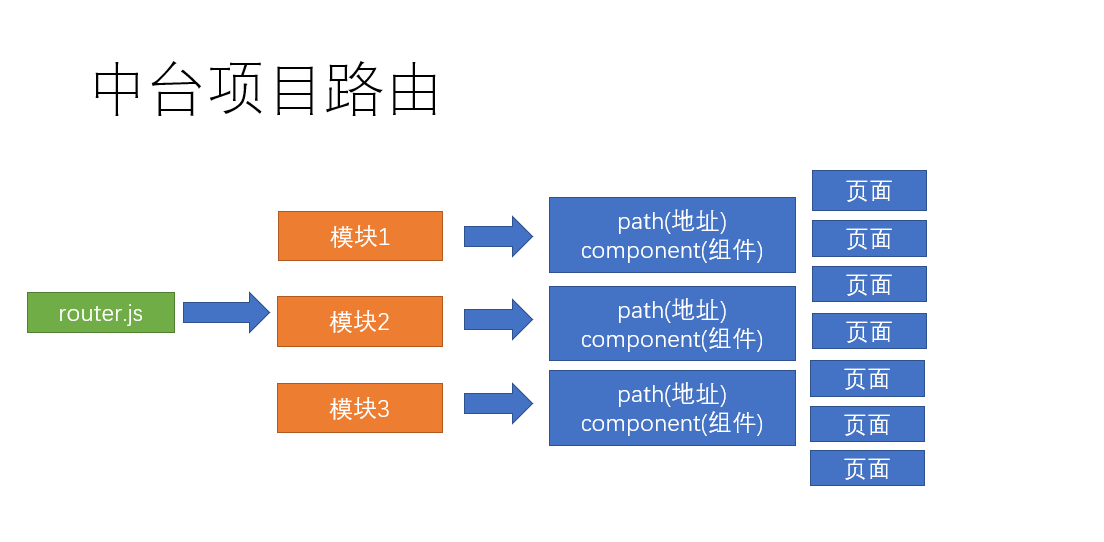 中台项目路由
router.js
模块1
模块2
模块3
path(地址)
component(组件)
path(地址)
component(组件)
path(地址)
component(组件)
页面
页面
页面
页面
页面
页面
页面